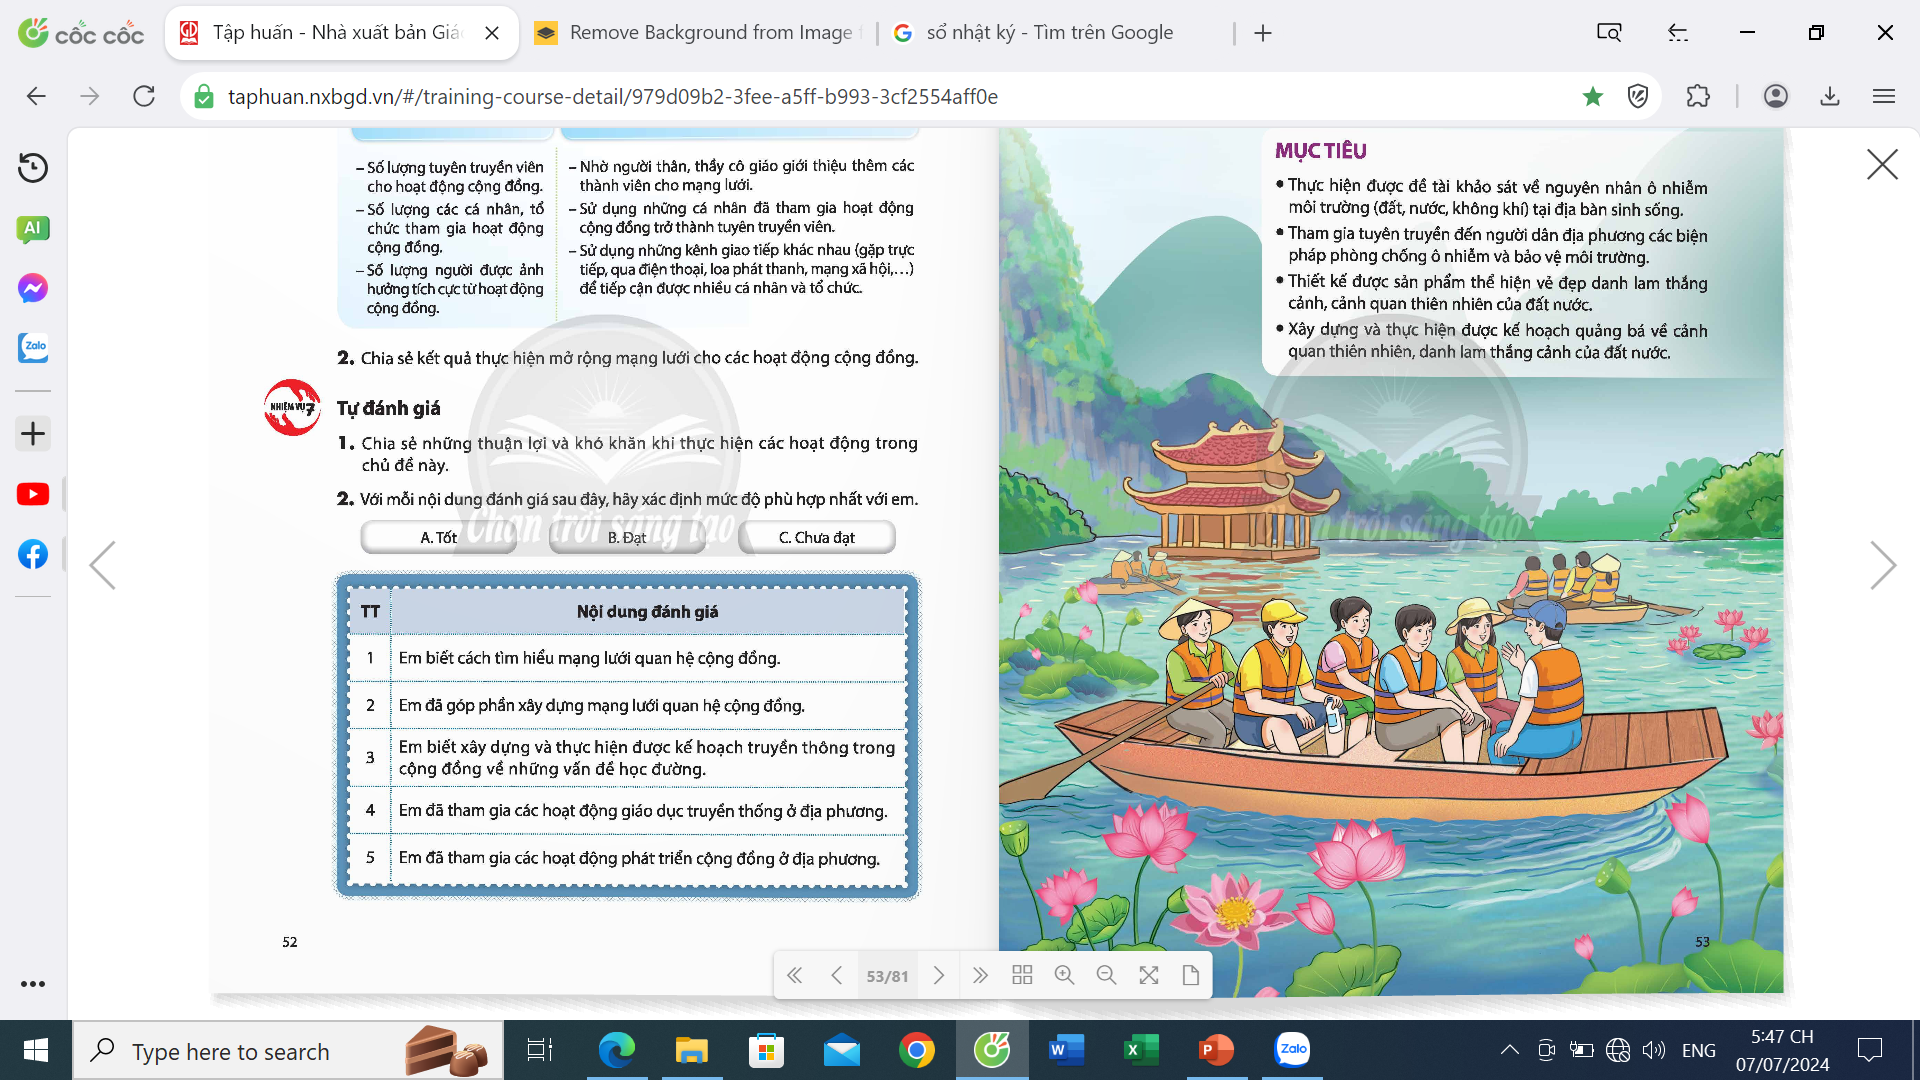 cốc cốc
Tập huấn - Nhà xuất bản Giáo
Remove Background from Image f
sổ nhật ký - Tìm trên Google
taphuan.nxbgd.vn/#/training-course-detail/979d09b2-3fee-a5ff-b993-3cf2554aff0e
AI
Zalo
– Số lượng tuyên truyền viên
cho hoạt động cộng đồng.
– Số lượng các cá nhân, tổ
chức tham gia hoạt động
cộng đồng.
– Số lượng người được ảnh
hưởng tích cực từ hoạt động
cộng đồng.
– Nhờ người thân, thầy cô giáo giới thiệu thêm các
thành viên cho mạng lưới.
– Sử dụng những cá nhân đã tham gia hoạt động
cộng đồng trở thành tuyên truyền viên.
– Sử dụng những kênh giao tiếp khác nhau (gặp trực
tiếp, qua điện thoại, loa phát thanh, mạng xã hội,…)
để tiếp cận được nhiều cá nhân và tổ chức.
2. Chia sẻ kết quả thực hiện mở rộng mạng lưới cho các hoạt động cộng đồng.
NHIỆM VỤ 7
Tự đánh giá
1. Chia sẻ những thuận lợi và khó khăn khi thực hiện các hoạt động trong
chủ đề này.
2. Với mỗi nội dung đánh giá sau đây, hãy xác định mức độ phù hợp nhất với em.
Chân trời sáng tạo
A. Tốt
B. Đạt
C. Chưa đạt
TT Nội dung đánh giá
1 Em biết cách tìm hiểu mạng lưới quan hệ cộng đồng.
2 Em đã góp phần xây dựng mạng lưới quan hệ cộng đồng.
3 Em biết xây dựng và thực hiện được kế hoạch truyền thông trong
cộng đồng về những vấn đề học đường.
4 Em đã tham gia các hoạt động giáo dục truyền thống ở địa phương.
5 Em đã tham gia các hoạt động phát triển cộng đồng ở địa phương.
52
MỤC TIÊU
• Thực hiện được đề tài khảo sát về nguyên nhân ô nhiễm
môi trường (đất, nước, không khí) tại địa bàn sinh sống.
• Tham gia tuyên truyền đến người dân địa phương các biện
pháp phòng chống ô nhiễm và bảo vệ môi trường.
• Thiết kế được sản phẩm thể hiện vẻ đẹp danh lam thắng
cảnh, cảnh quan thiên nhiên của đất nước.
• Xây dựng và thực hiện được kế hoạch quảng bá về cảnh
quan thiên nhiên, danh lam thắng cảnh của đất nước.
Chân trời sáng tạo
53
53/81
Type here to search
Zalo
ENG
5:47 CH
07/07/2024